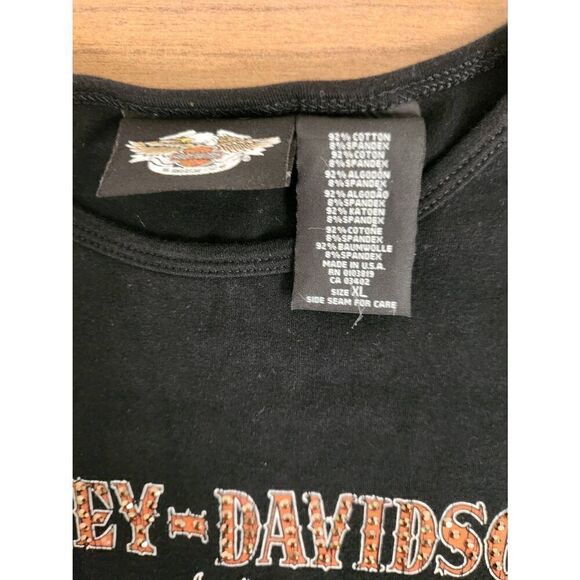 92% COTTON
8% SPANDEX
92% COTON
8% SPANDEX
92% ALGODÓN
8% SPANDEX
92% ALGODÃO
8% SPANDEX
92% KATOEN
8% SPANDEX
92% COTONE
8% SPANDEX
92% BAUMWOLLE
8% SPANDEX
MADE IN U.S.A.
RN 0103819
CA 03402
SIZE XL
SIDE SEAM FOR CARE
EY-DAVIDSO